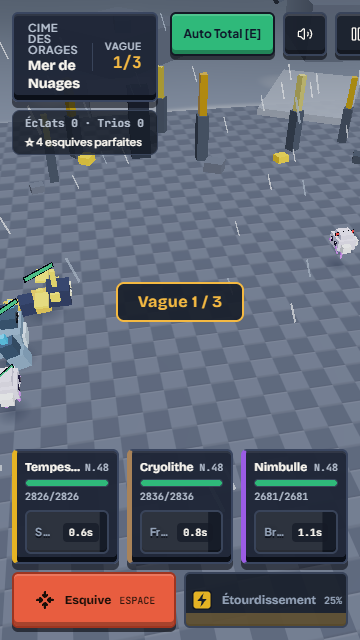 CIME
DES
ORAGES
Mer de
Nuages
VAGUE
1/3
Auto Total [E]
Éclats 0 · Trios 0
★ 4 esquives parfaites
Vague 1 / 3
Tempes... N.48
2826/2826
S... 0.6s
Cryolithe N.48
2836/2836
Fr... 0.8s
Nimbulle N.48
2681/2681
Br... 1.1s
Esquive ESPACE
Étourdissement 25%